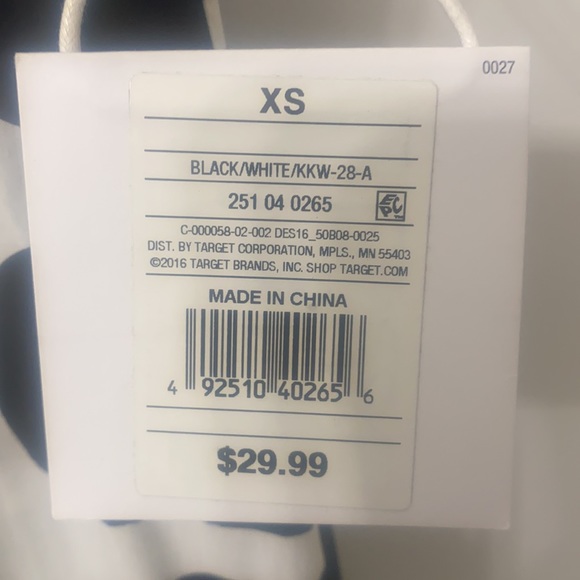 0027
XS
BLACK/WHITE/KKW-28-A
251 04 0265
EPC
C-000058-02-002 DES16_50B08-0025
DIST. BY TARGET CORPORATION, MPLS., MN 55403
©2016 TARGET BRANDS, INC. SHOP TARGET.COM
MADE IN CHINA
4 92510 40265 6
$29.99